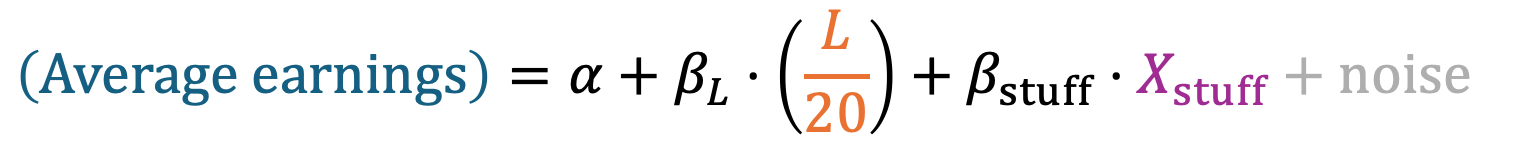 (Average earnings) = α + β_L · (L/20) + β_stuff · X_stuff + noise